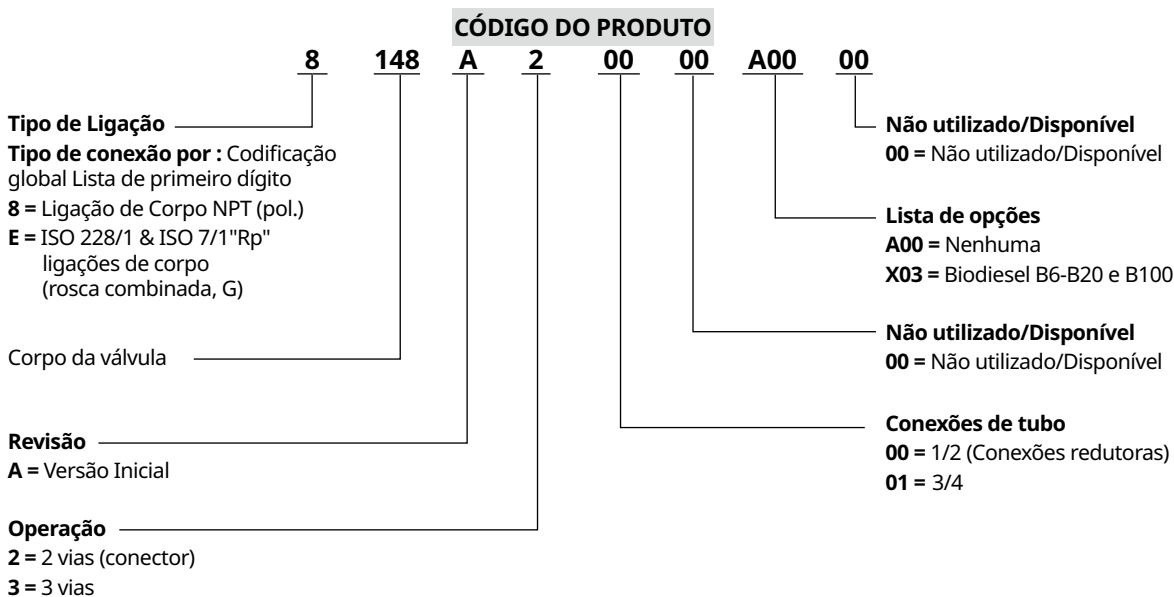 CÓDIGO DO PRODUTO
8 148 A 2 00 00 A00 00
Tipo de Ligação
Tipo de conexão por : Codificação
global Lista de primeiro dígito
8 = Ligação de Corpo NPT (pol.)
E = ISO 228/1 & ISO 7/1"Rp"
ligações de corpo
(rosca combinada, G)
Corpo da válvula
Revisão
A = Versão Inicial
Operação
2 = 2 vias (conector)
3 = 3 vias
Não utilizado/Disponível
00 = Não utilizado/Disponível
Lista de opções
A00 = Nenhuma
X03 = Biodiesel B6-B20 e B100
Não utilizado/Disponível
00 = Não utilizado/Disponível
Conexões de tubo
00 = 1/2 (Conexões redutoras)
01 = 3/4